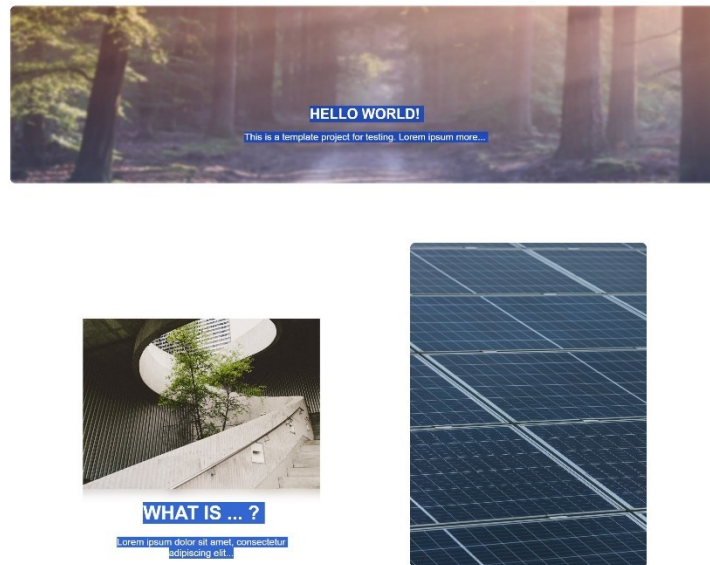 HELLO WORLD!
This is a template project for testing. Lorem ipsum more...
WHAT IS ... ?
Lorem ipsum dolor sit amet, consectetur
adipiscing elit...